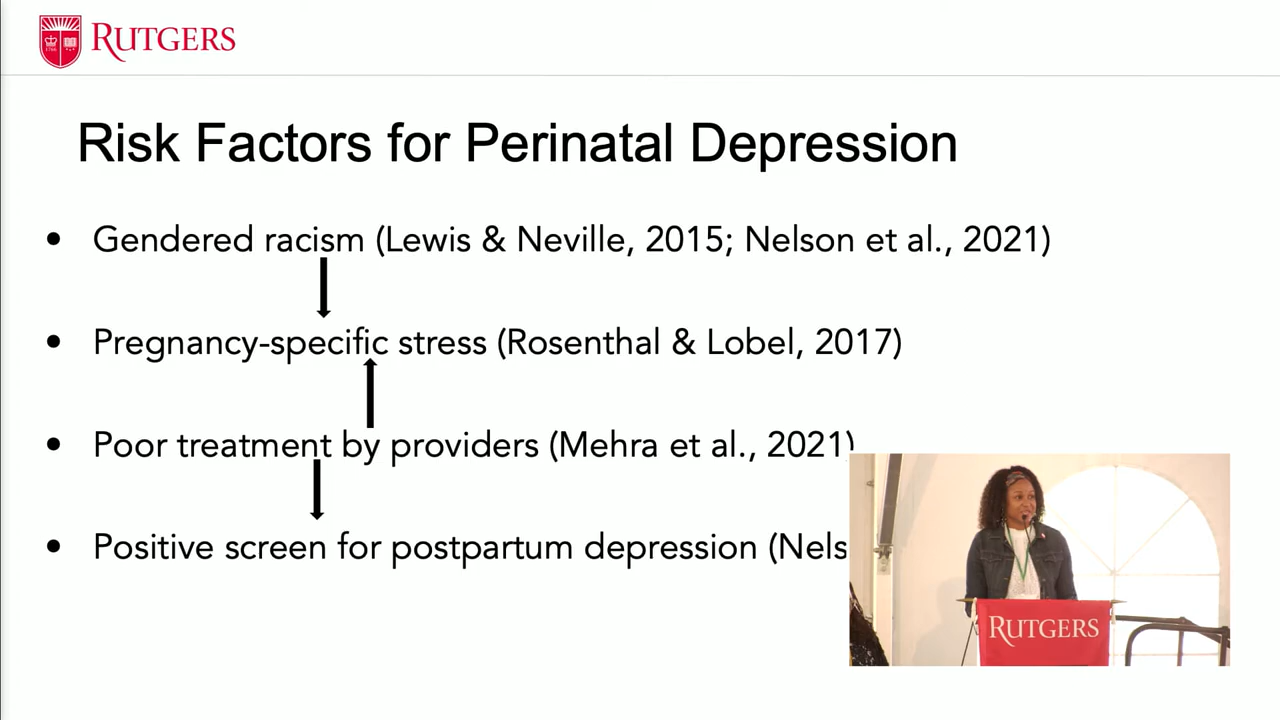 RUTGERS
Risk Factors for Perinatal Depression
• Gendered racism (Lewis & Neville, 2015; Nelson et al., 2021)
• Pregnancy-specific stress (Rosenthal & Lobel, 2017)
• Poor treatment by providers (Mehra et al., 2021)
• Positive screen for postpartum depression (Nels
RUTGERS